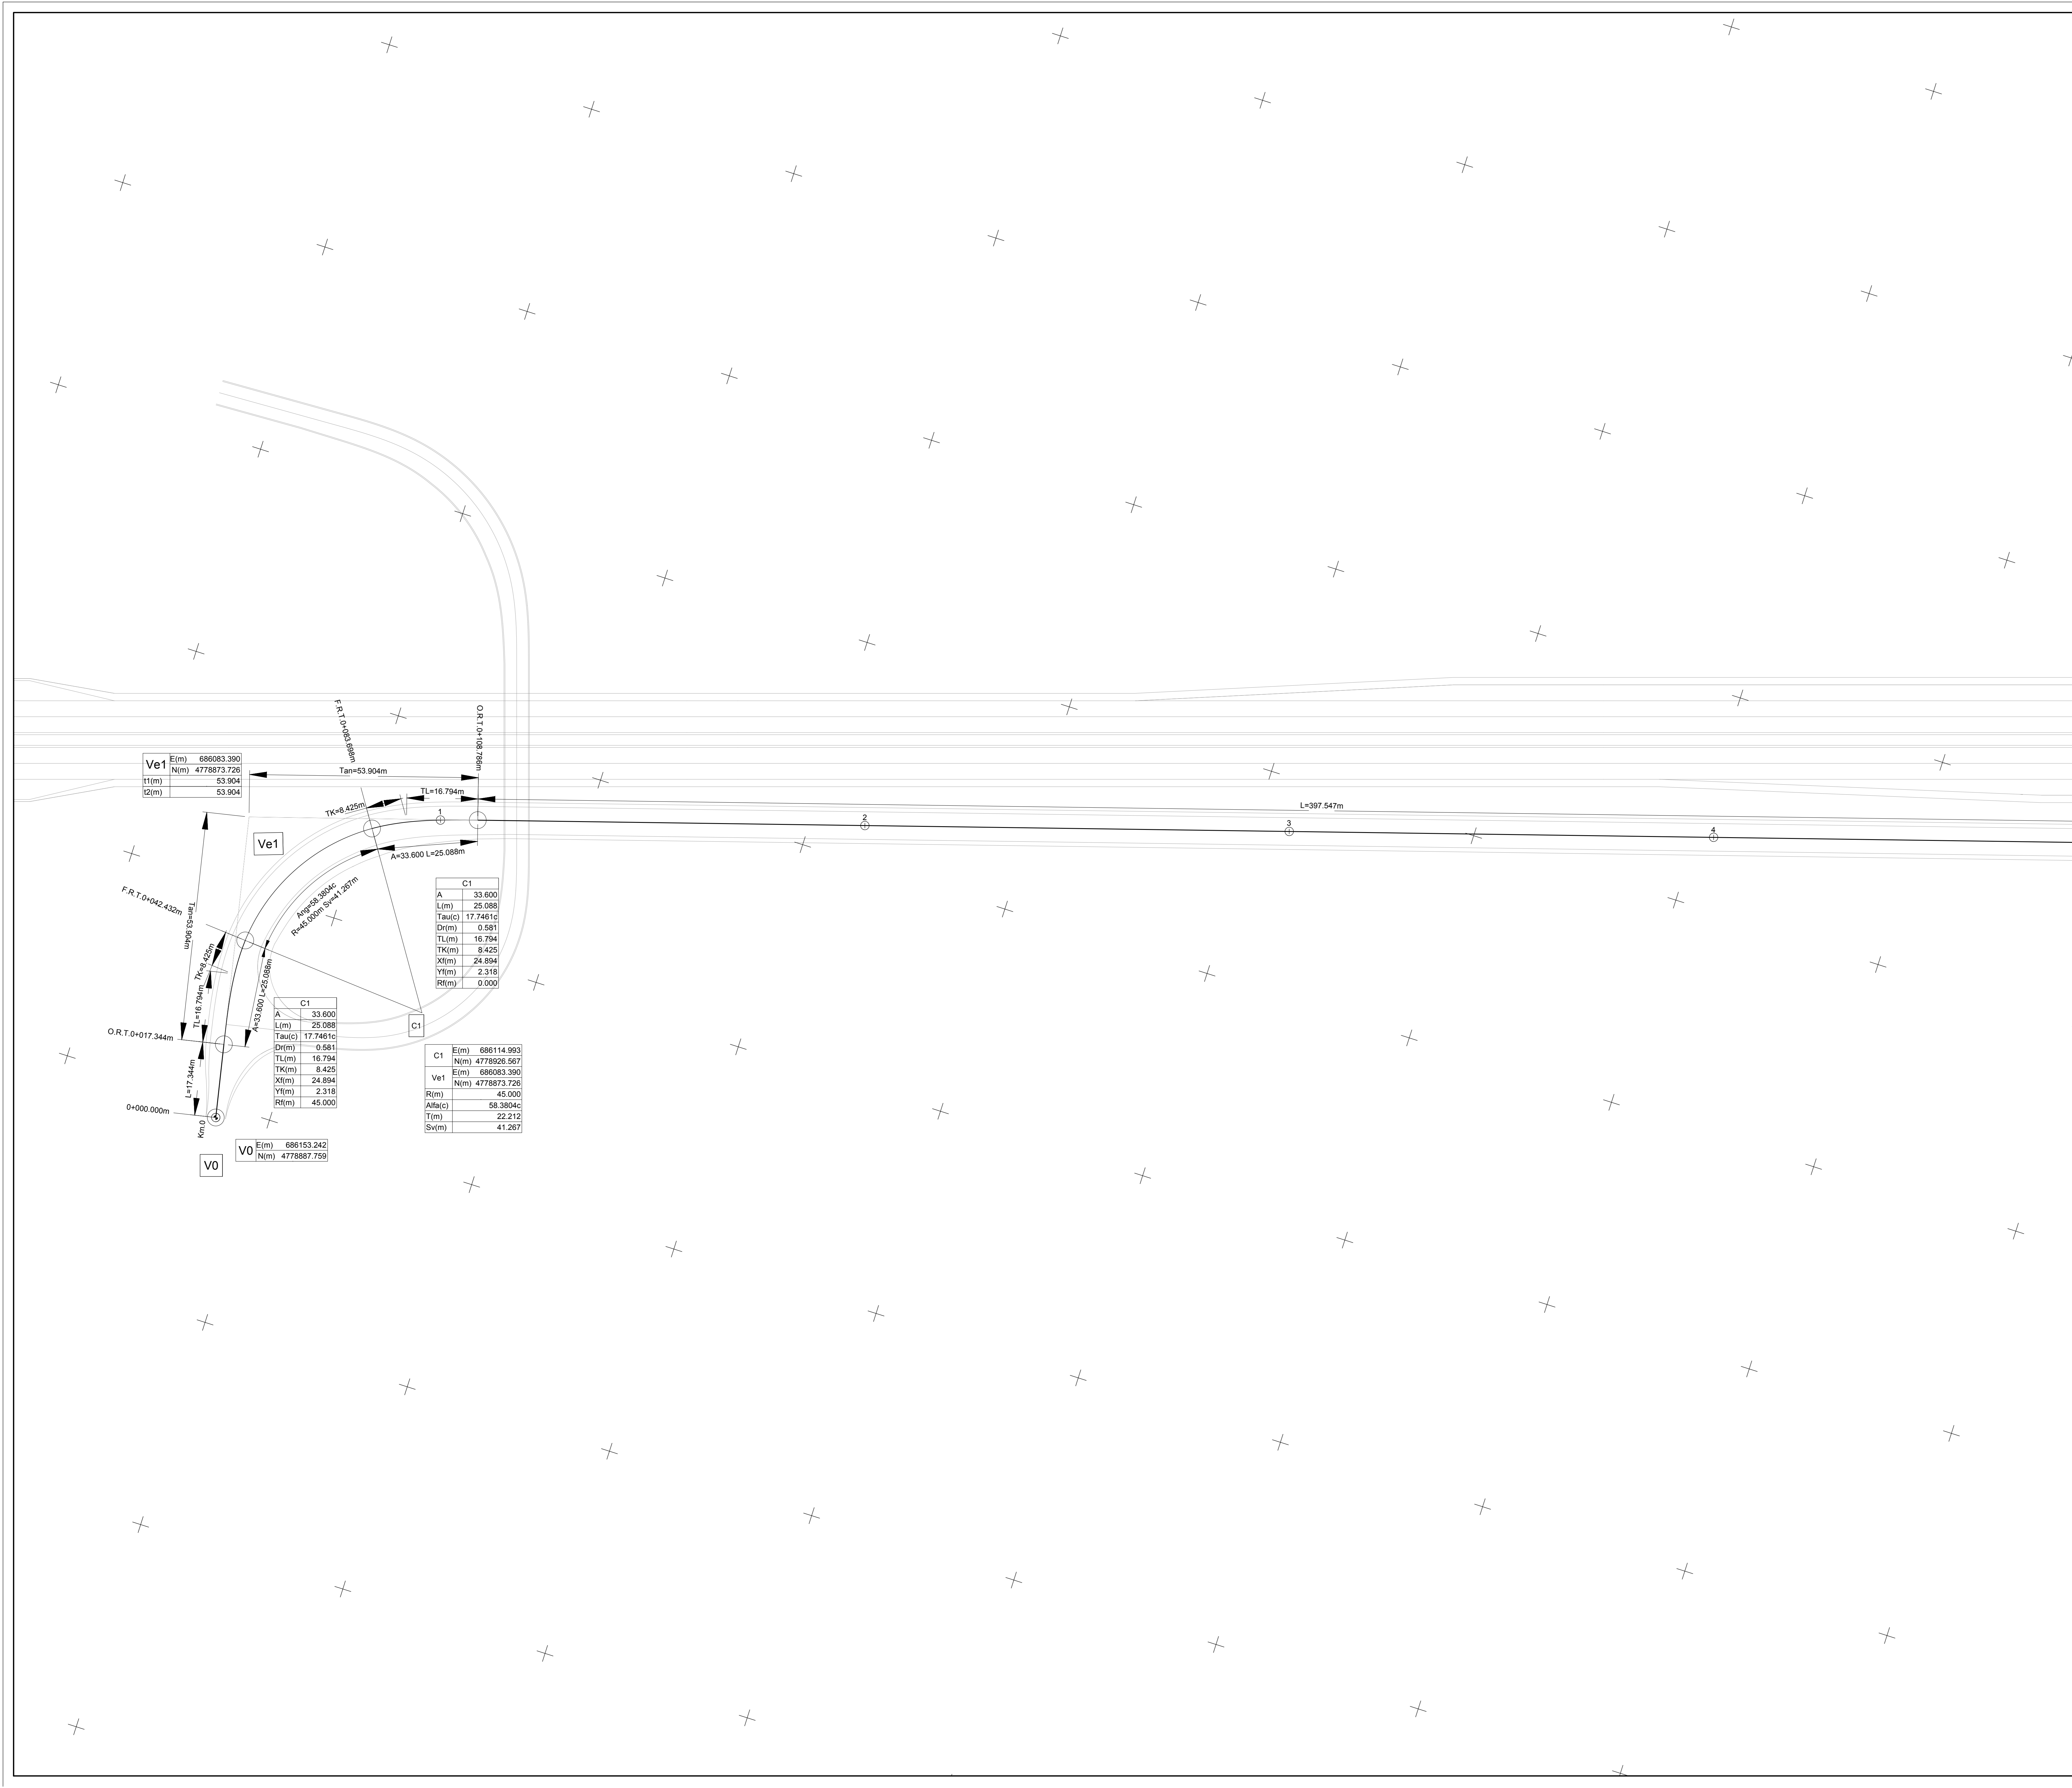 F.R.T.0+083.698m
O.R.T.0+108.786m
Ve1 E(m) 686083.390
N(m) 4778873.726
t1(m) 53.904
t2(m) 53.904
Tan=53.904m
TL=16.794m
TK=8.425m
L=397.547m
1
2
3
4
Ve1
A=33.600 L=25.088m
Ang=58.3804c
R=45.000m Sv=41.267m
F.R.T.0+042.432m
Tan=53.904m
TK=8.425m
TL=16.794m
A=33.600 L=25.088m
C1
A 33.600
L(m) 25.088
Tau(c) 17.7461c
Dr(m) 0.581
TL(m) 16.794
TK(m) 8.425
Xf(m) 24.894
Yf(m) 2.318
Rf(m) 0.000
C1
A 33.600
L(m) 25.088
Tau(c) 17.7461c
Dr(m) 0.581
TL(m) 16.794
TK(m) 8.425
Xf(m) 24.894
Yf(m) 2.318
Rf(m) 45.000
C1
O.R.T.0+017.344m
L=17.344m
0+000.000m
Km.0
C1 E(m) 686114.993
N(m) 4778926.567
Ve1 E(m) 686083.390
N(m) 4778873.726
R(m) 45.000
Alfa(c) 58.3804c
T(m) 22.212
Sv(m) 41.267
V0 E(m) 686153.242
N(m) 4778887.759
V0